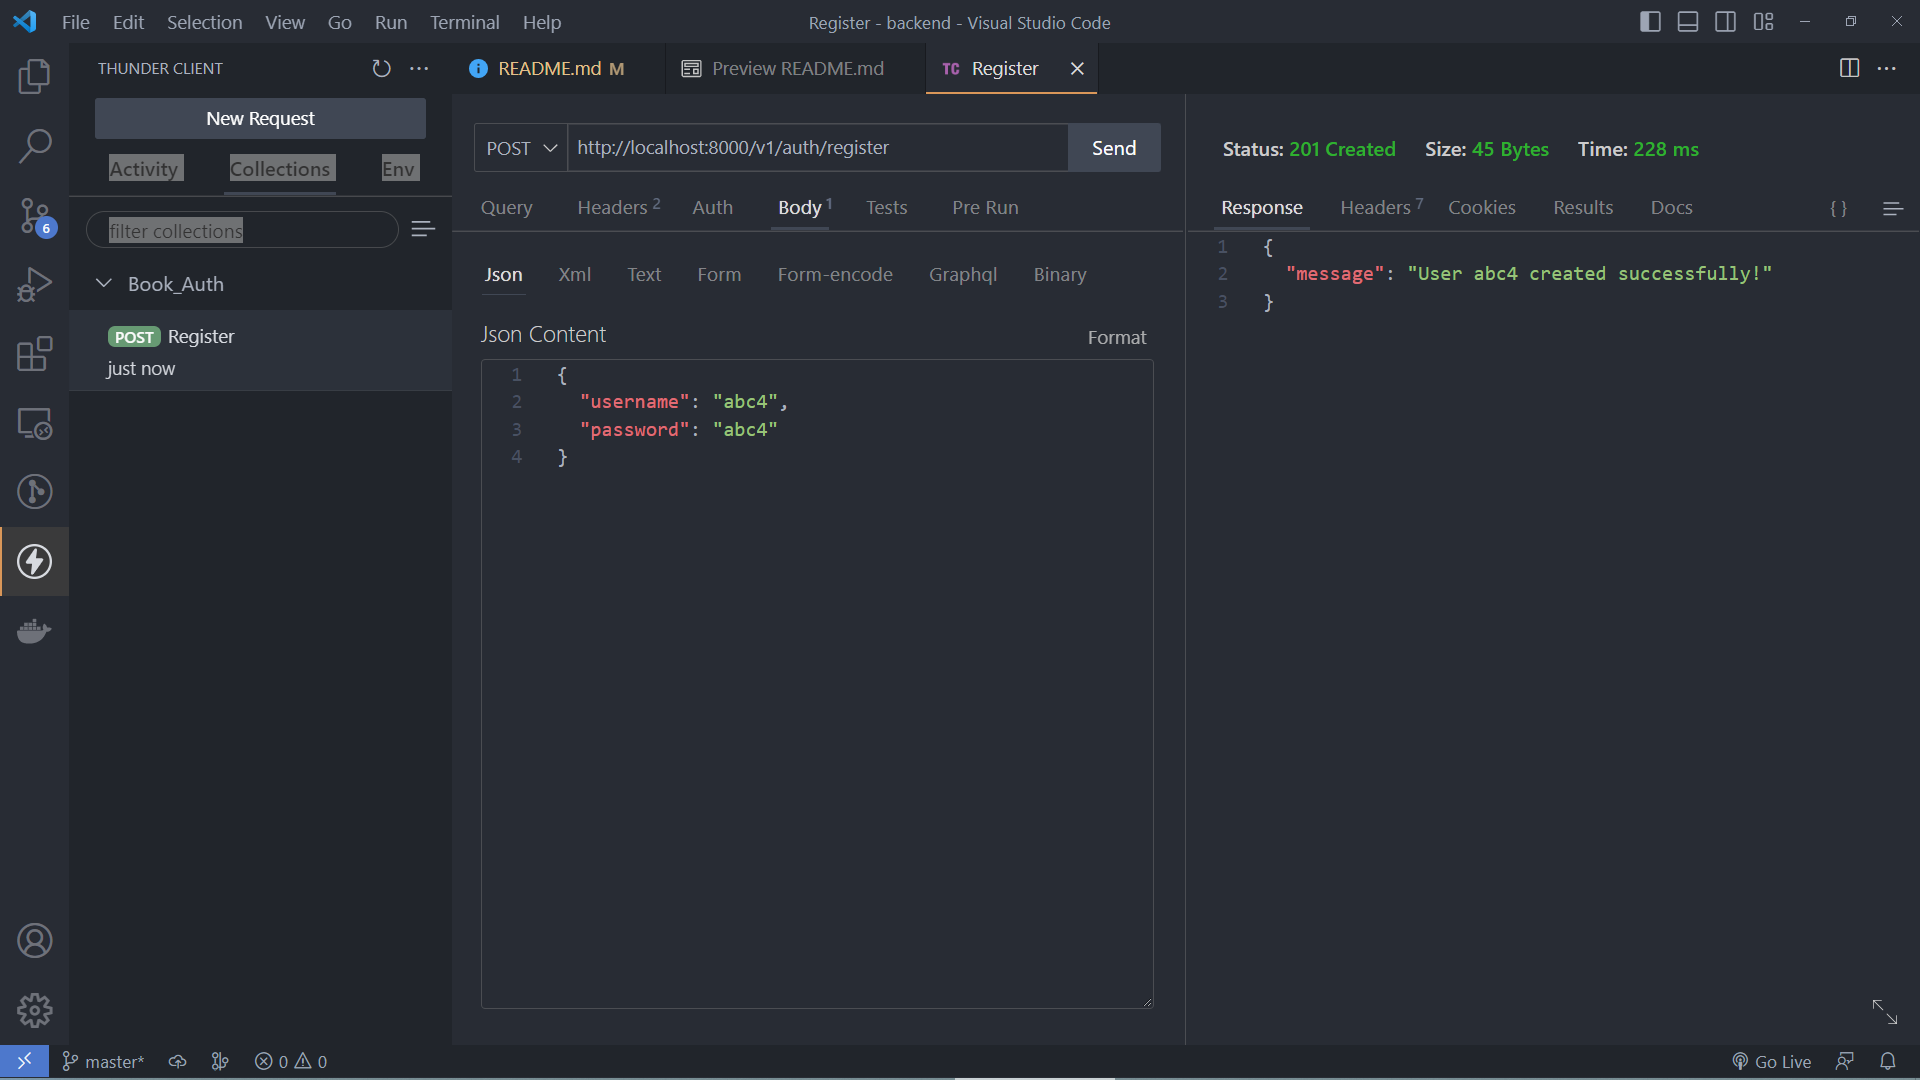 File Edit Selection View Go Run Terminal Help
Register - backend - Visual Studio Code
THUNDER CLIENT
New Request
Activity Collections Env
filter collections
Book_Auth
POST Register
just now
6
README.md M
Preview README.md
TC Register
POST http://localhost:8000/v1/auth/register Send
Query Headers 2 Auth Body 1 Tests Pre Run
Json Xml Text Form Form-encode Graphql Binary
Json Content Format
1 {
2 "username": "abc4",
3 "password": "abc4"
4 }
Status: 201 Created Size: 45 Bytes Time: 228 ms
Response Headers 7 Cookies Results Docs { }
1 {
2 "message": "User abc4 created successfully!"
3 }
master* 0 0 Go Live